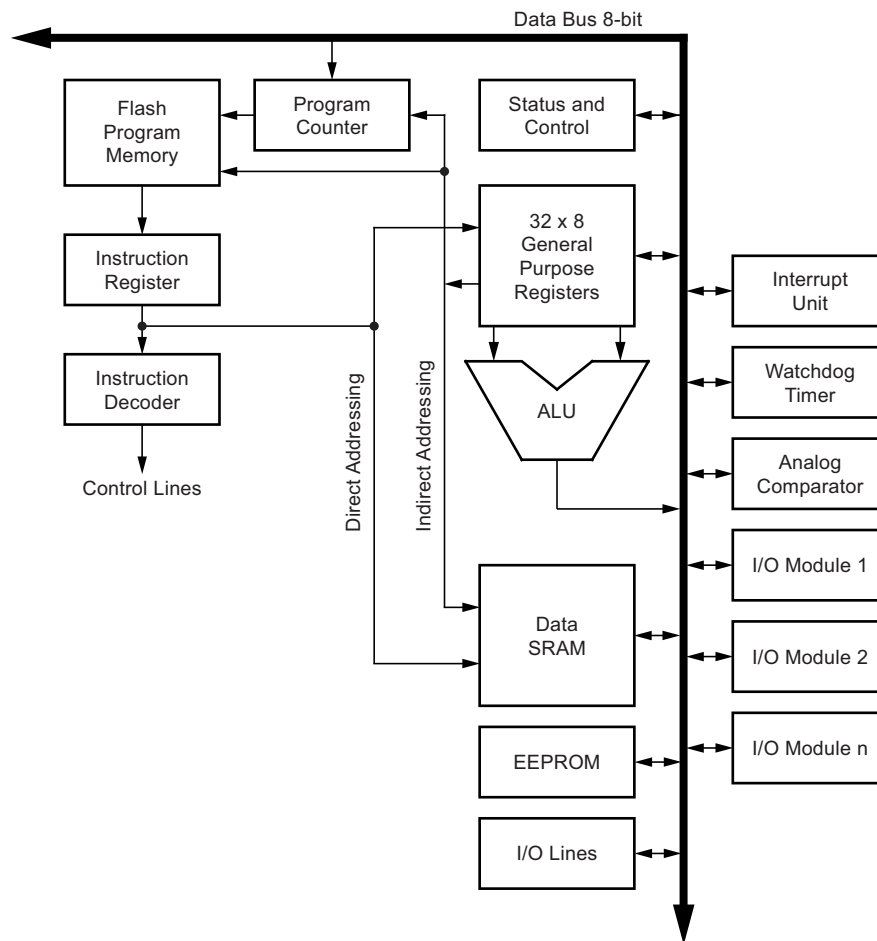 Data Bus 8-bit
Flash
Program
Memory
Program
Counter
Status and
Control
32 x 8
General
Purpose
Registers
Instruction
Register
Interrupt
Unit
Instruction
Decoder
Watchdog
Timer
ALU
Control Lines
Direct Addressing
Indirect Addressing
Analog
Comparator
I/O Module 1
Data
SRAM
I/O Module 2
I/O Module n
EEPROM
I/O Lines